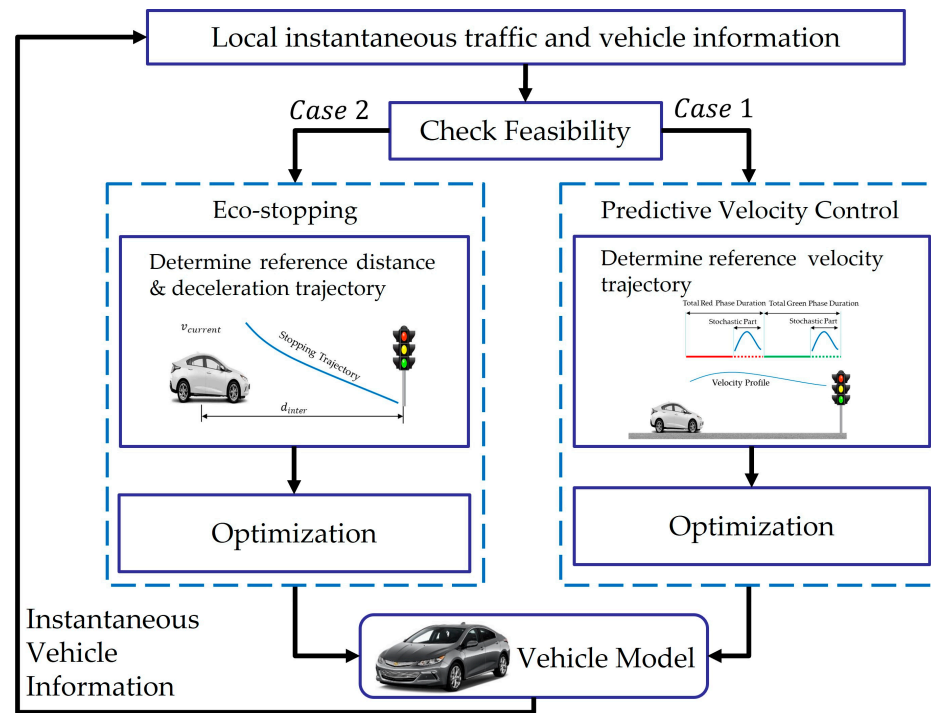 Local instantaneous traffic and vehicle information
Case 2
Case 1
Check Feasibility
Eco-stopping
Determine reference distance
& deceleration trajectory
v_current
Stopping Trajectory
d_inter
Optimization
Predictive Velocity Control
Determine reference velocity
trajectory
Total Red Phase Duration Total Green Phase Duration
Stochastic Part Stochastic Part
Velocity Profile
Optimization
Instantaneous
Vehicle
Information
Vehicle Model